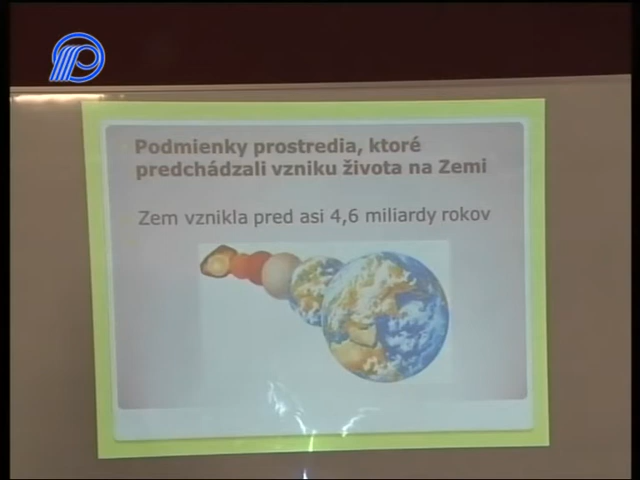 Podmienky prostredia, ktoré
predchádzali vzniku života na Zemi
Zem vznikla pred asi 4,6 miliardy rokov